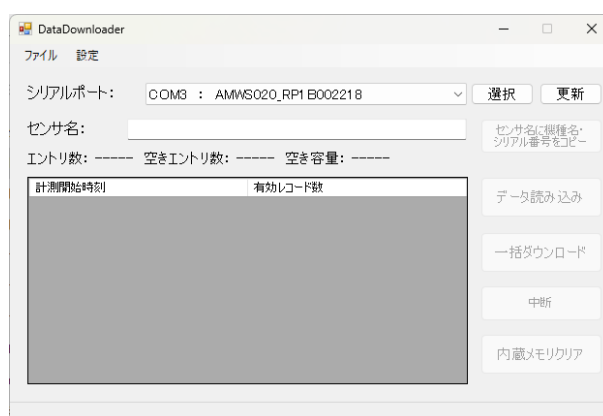 DataDownloader
ファイル 設定
シリアルポート: COM3 : AMWS020_RP1B002218 選択 更新
センサ名: センサ名に機種名・
シリアル番号をコピー
エントリ数: ----- 空きエントリ数: ----- 空き容量: -----
計測開始時刻 有効レコード数
データ読み込み
一括ダウンロード
中断
内蔵メモリクリア